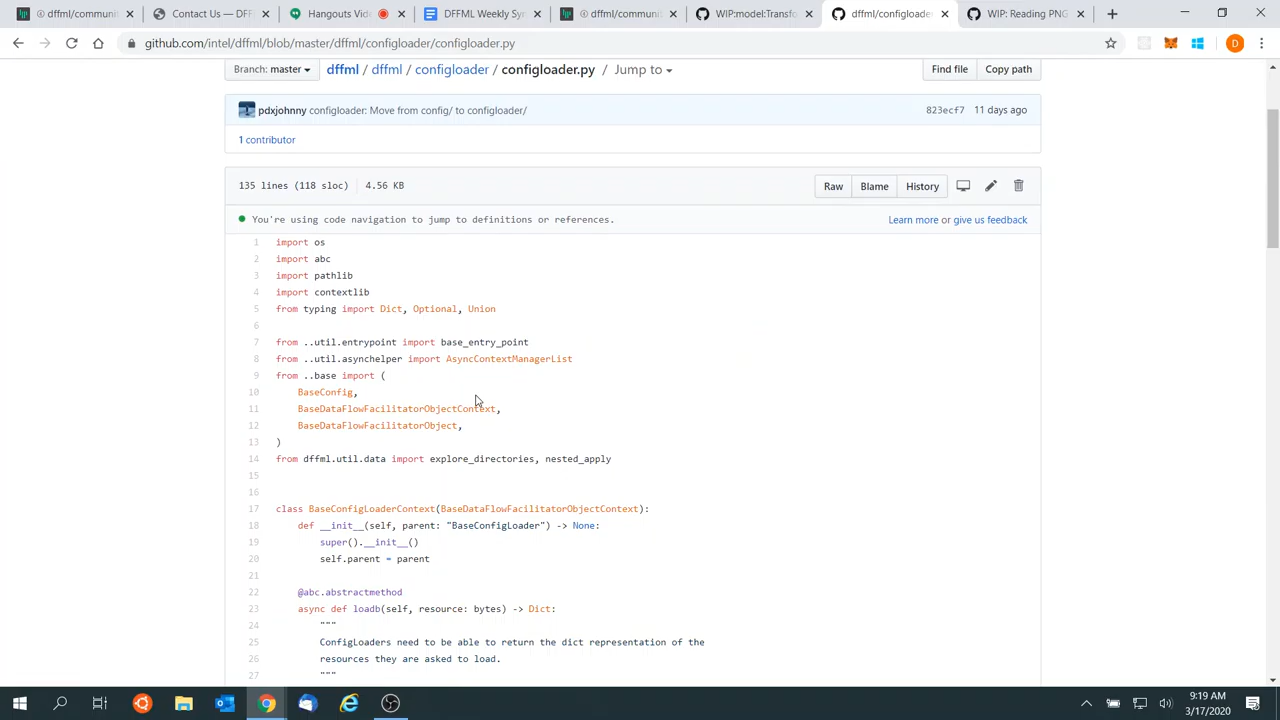 @ dffml/communit
Contact Us — DFF
Hangouts Vide
DFFML Weekly Syn
@ dffml/communit
WIP:model:Transfo
dffml/configloader
WIP: Reading PNG
github.com/intel/dffml/blob/master/dffml/configloader/configloader.py
D
Branch: master
dffml / dffml / configloader / configloader.py
Jump to
Find file
Copy path
pdxjohnny configloader: Move from config/ to configloader/
823ecf7 11 days ago
1 contributor
135 lines (118 sloc) 4.56 KB
Raw
Blame
History
You're using code navigation to jump to definitions or references.
Learn more or give us feedback
1 import os
2 import abc
3 import pathlib
4 import contextlib
5 from typing import Dict, Optional, Union
6
7 from ..util.entrypoint import base_entry_point
8 from ..util.asynchelper import AsyncContextManagerList
9 from ..base import (
10 BaseConfig,
11 BaseDataFlowFacilitatorObjectContext,
12 BaseDataFlowFacilitatorObject,
13 )
14 from dffml.util.data import explore_directories, nested_apply
15
16
17 class BaseConfigLoaderContext(BaseDataFlowFacilitatorObjectContext):
18 def __init__(self, parent: "BaseConfigLoader") -> None:
19 super().__init__()
20 self.parent = parent
21
22 @abc.abstractmethod
23 async def loadb(self, resource: bytes) -> Dict:
24 """
25 ConfigLoaders need to be able to return the dict representation of the
26 resources they are asked to load.
27 """
9:19 AM
3/17/2020